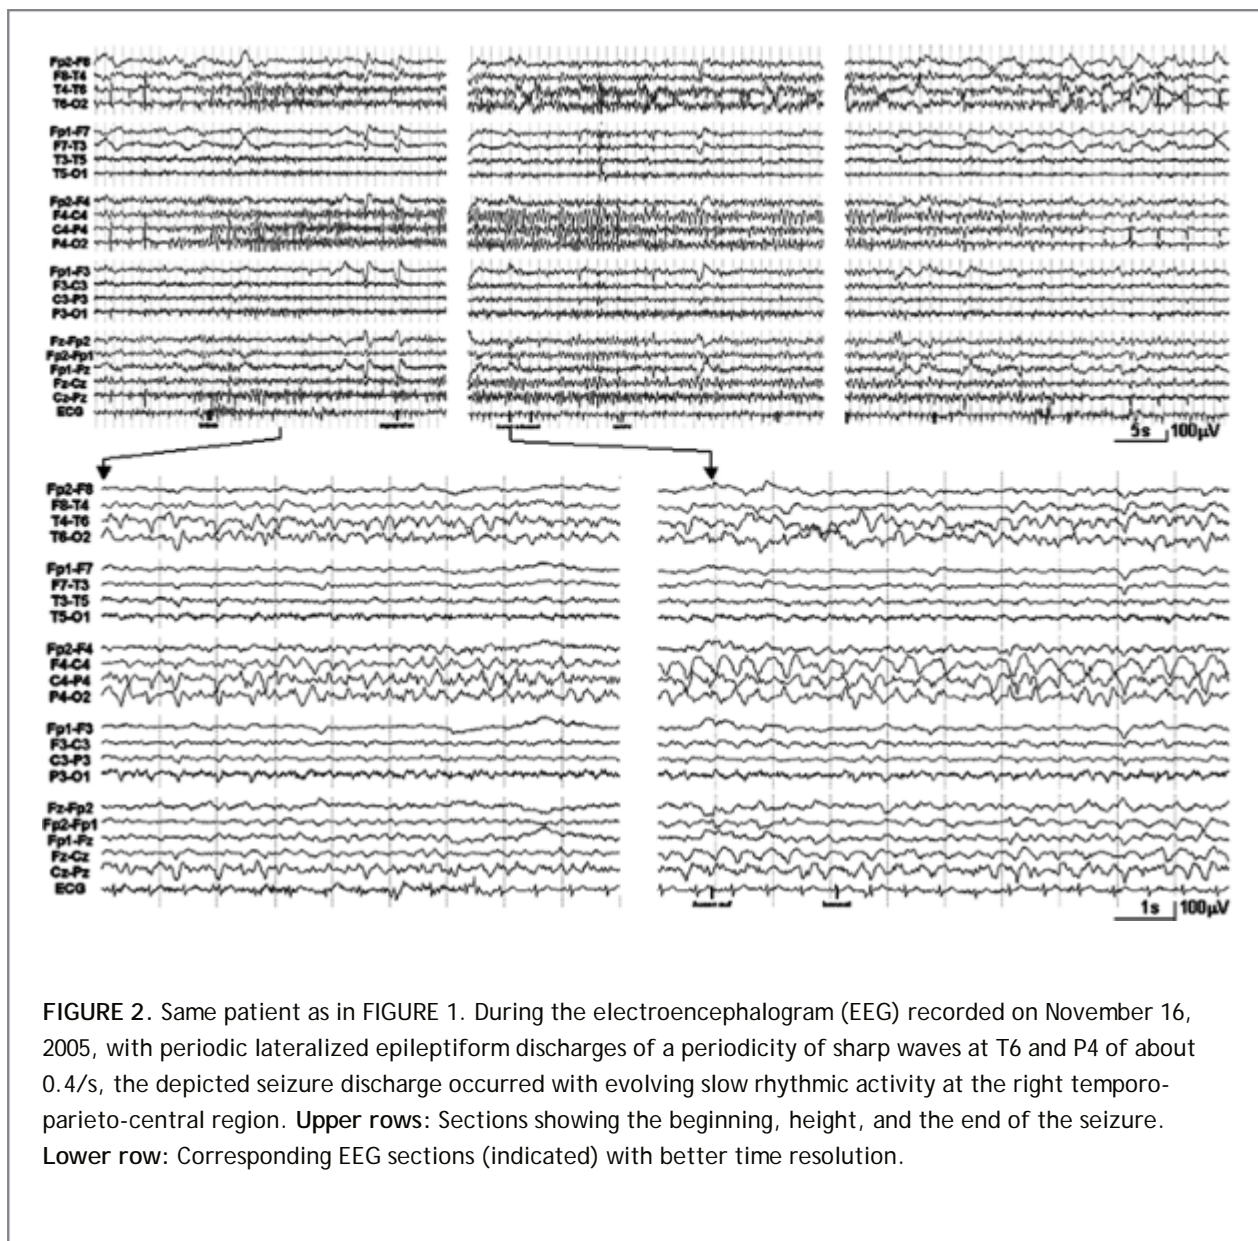 Fp2-F8
F8-T4
T4-T6
T6-O2
Fp1-F7
F7-T3
T3-T5
T5-O1
Fp2-F4
F4-C4
C4-P4
P4-O2
Fp1-F3
F3-C3
C3-P3
P3-O1
Fz-Fp2
Fp2-Fp1
Fp1-Fz
Fz-Cz
Cz-Pz
ECG
5s 100μV
Fp2-F8
F8-T4
T4-T6
T6-O2
Fp1-F7
F7-T3
T3-T5
T5-O1
Fp2-F4
F4-C4
C4-P4
P4-O2
Fp1-F3
F3-C3
C3-P3
P3-O1
Fz-Fp2
Fp2-Fp1
Fp1-Fz
Fz-Cz
Cz-Pz
ECG
1s 100μV
FIGURE 2. Same patient as in FIGURE 1. During the electroencephalogram (EEG) recorded on November 16,
2005, with periodic lateralized epileptiform discharges of a periodicity of sharp waves at T6 and P4 of about
0.4/s, the depicted seizure discharge occurred with evolving slow rhythmic activity at the right temporo-
parieto-central region. Upper rows: Sections showing the beginning, height, and the end of the seizure.
Lower row: Corresponding EEG sections (indicated) with better time resolution.